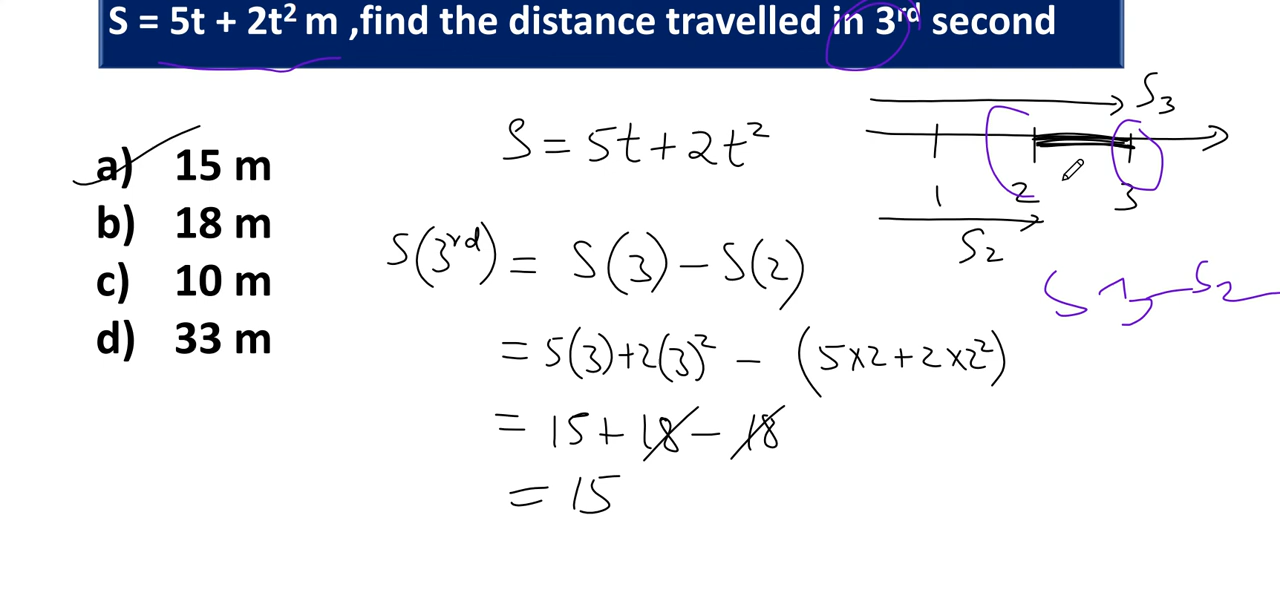 S = 5t + 2t² m ,find the distance travelled in 3ʳᵈ second
a) 15 m
b) 18 m
c) 10 m
d) 33 m
S = 5t + 2t²
S(3ʳᵈ) = S(3) - S(2)
= 5(3) + 2(3)² - (5×2 + 2×2²)
= 15 + 18 - 18
= 15
S₃
1 2 3
S₂
S₃ - S₂